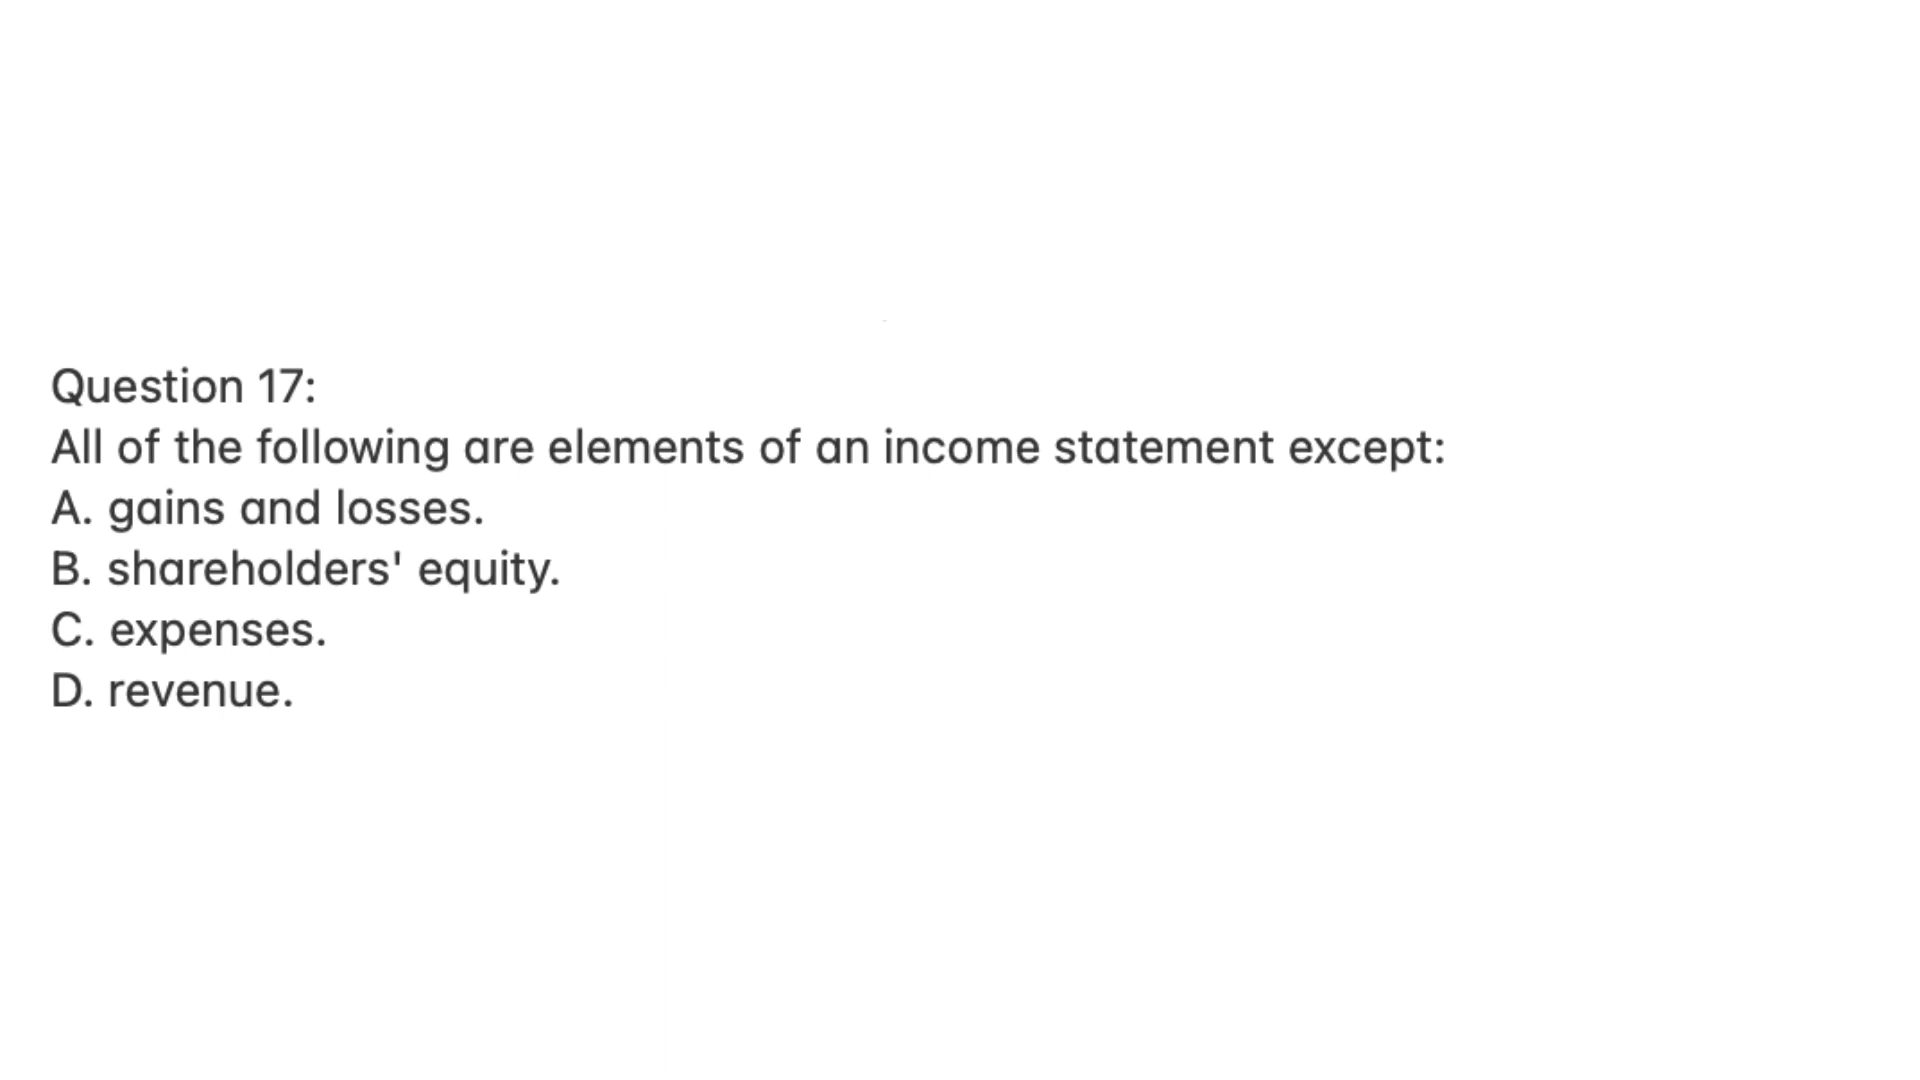 Question 17:
All of the following are elements of an income statement except:
A. gains and losses.
B. shareholders' equity.
C. expenses.
D. revenue.